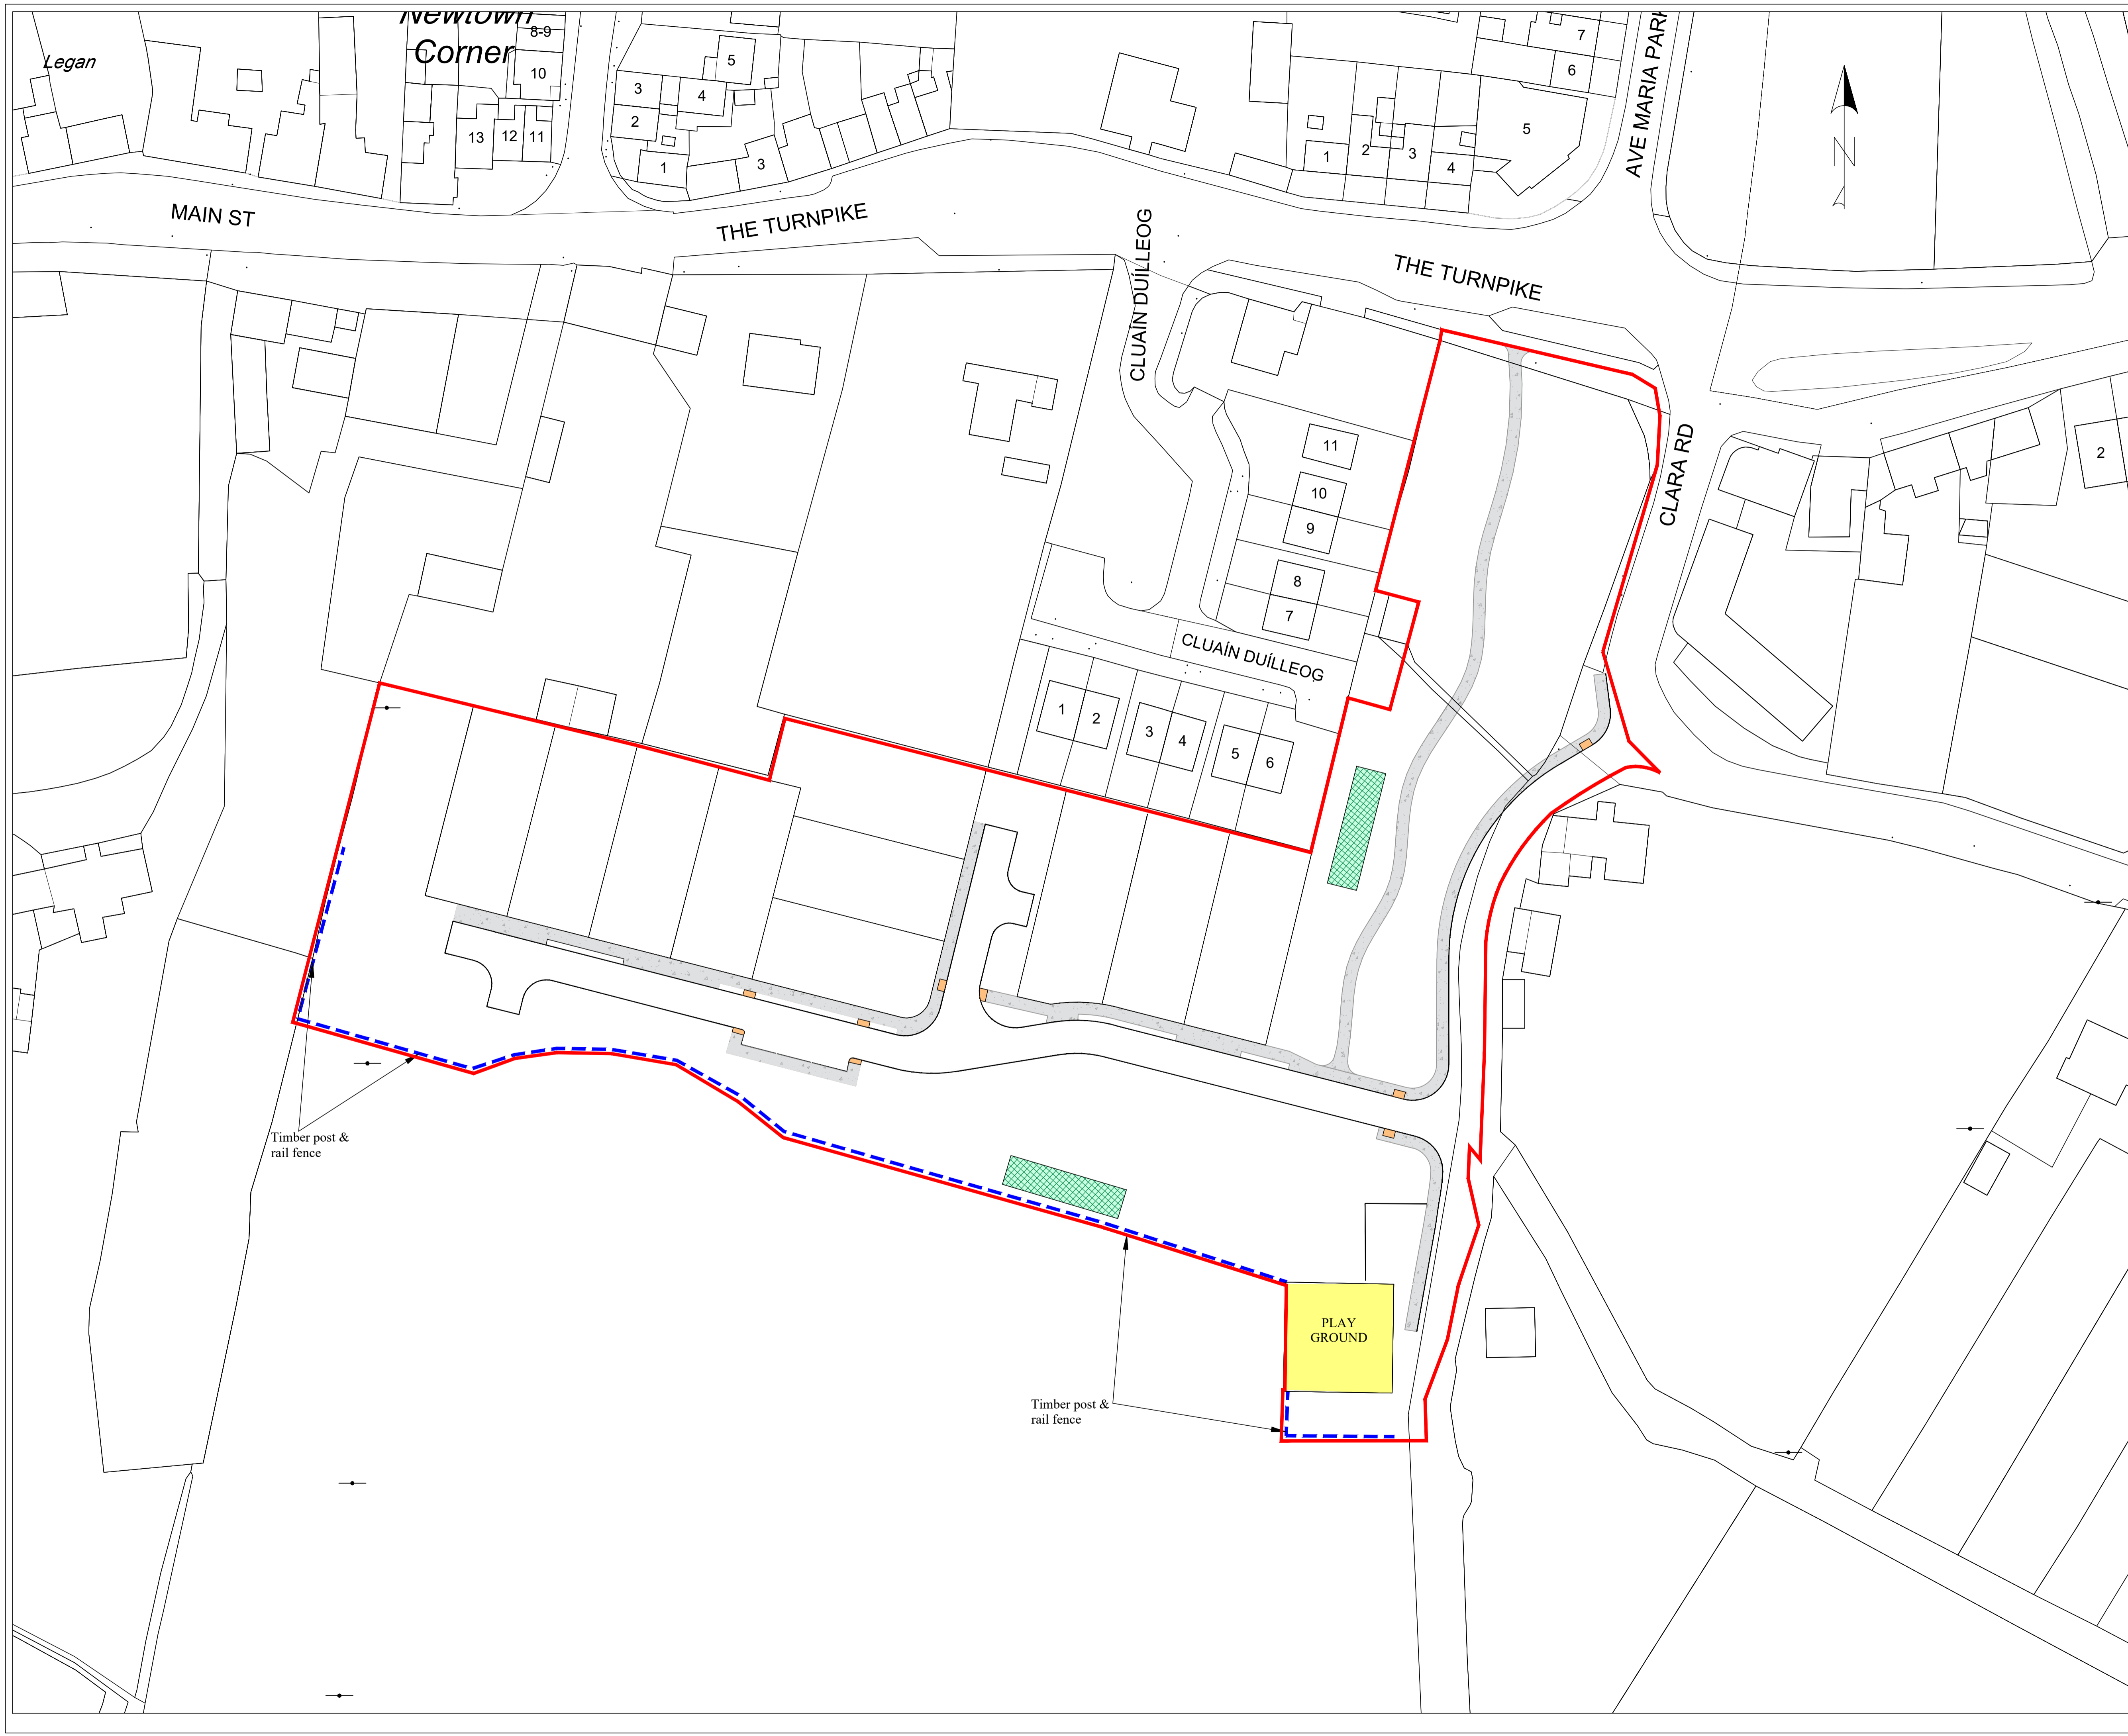 Newtown
Corner
Legan
8-9
10
13
12
11
5
3
4
2
1
3
7
6
5
1
2
3
4
AVE MARIA PARK
N
MAIN ST
THE TURNPIKE
CLUAÍN DUÍLLEOG
THE TURNPIKE
CLARA RD
2
11
10
9
8
7
CLUAÍN DUÍLLEOG
1
2
3
4
5
6
Timber post &
rail fence
PLAY
GROUND
Timber post &
rail fence